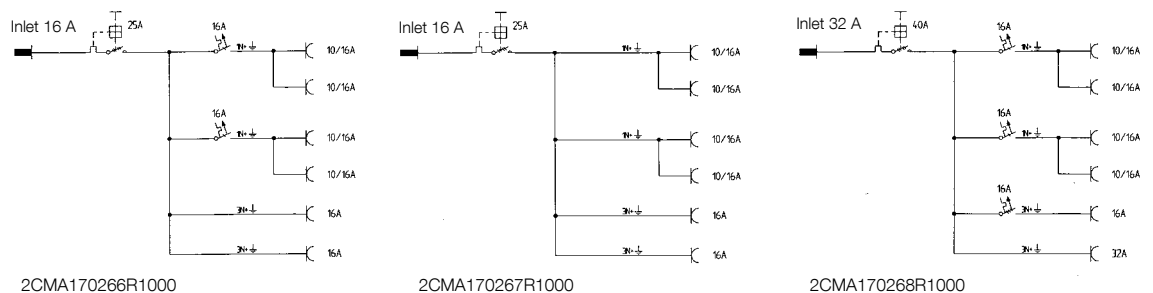 Inlet 16 A
25A
16A
1N+
10/16A
10/16A
16A
1N+
10/16A
10/16A
3N+
16A
3N+
16A
2CMA170266R1000
Inlet 16 A
25A
1N+
10/16A
10/16A
1N+
10/16A
10/16A
3N+
16A
3N+
16A
2CMA170267R1000
Inlet 32 A
40A
16A
1N+
10/16A
10/16A
16A
1N+
10/16A
10/16A
16A
3N+
16A
3N+
32A
2CMA170268R1000